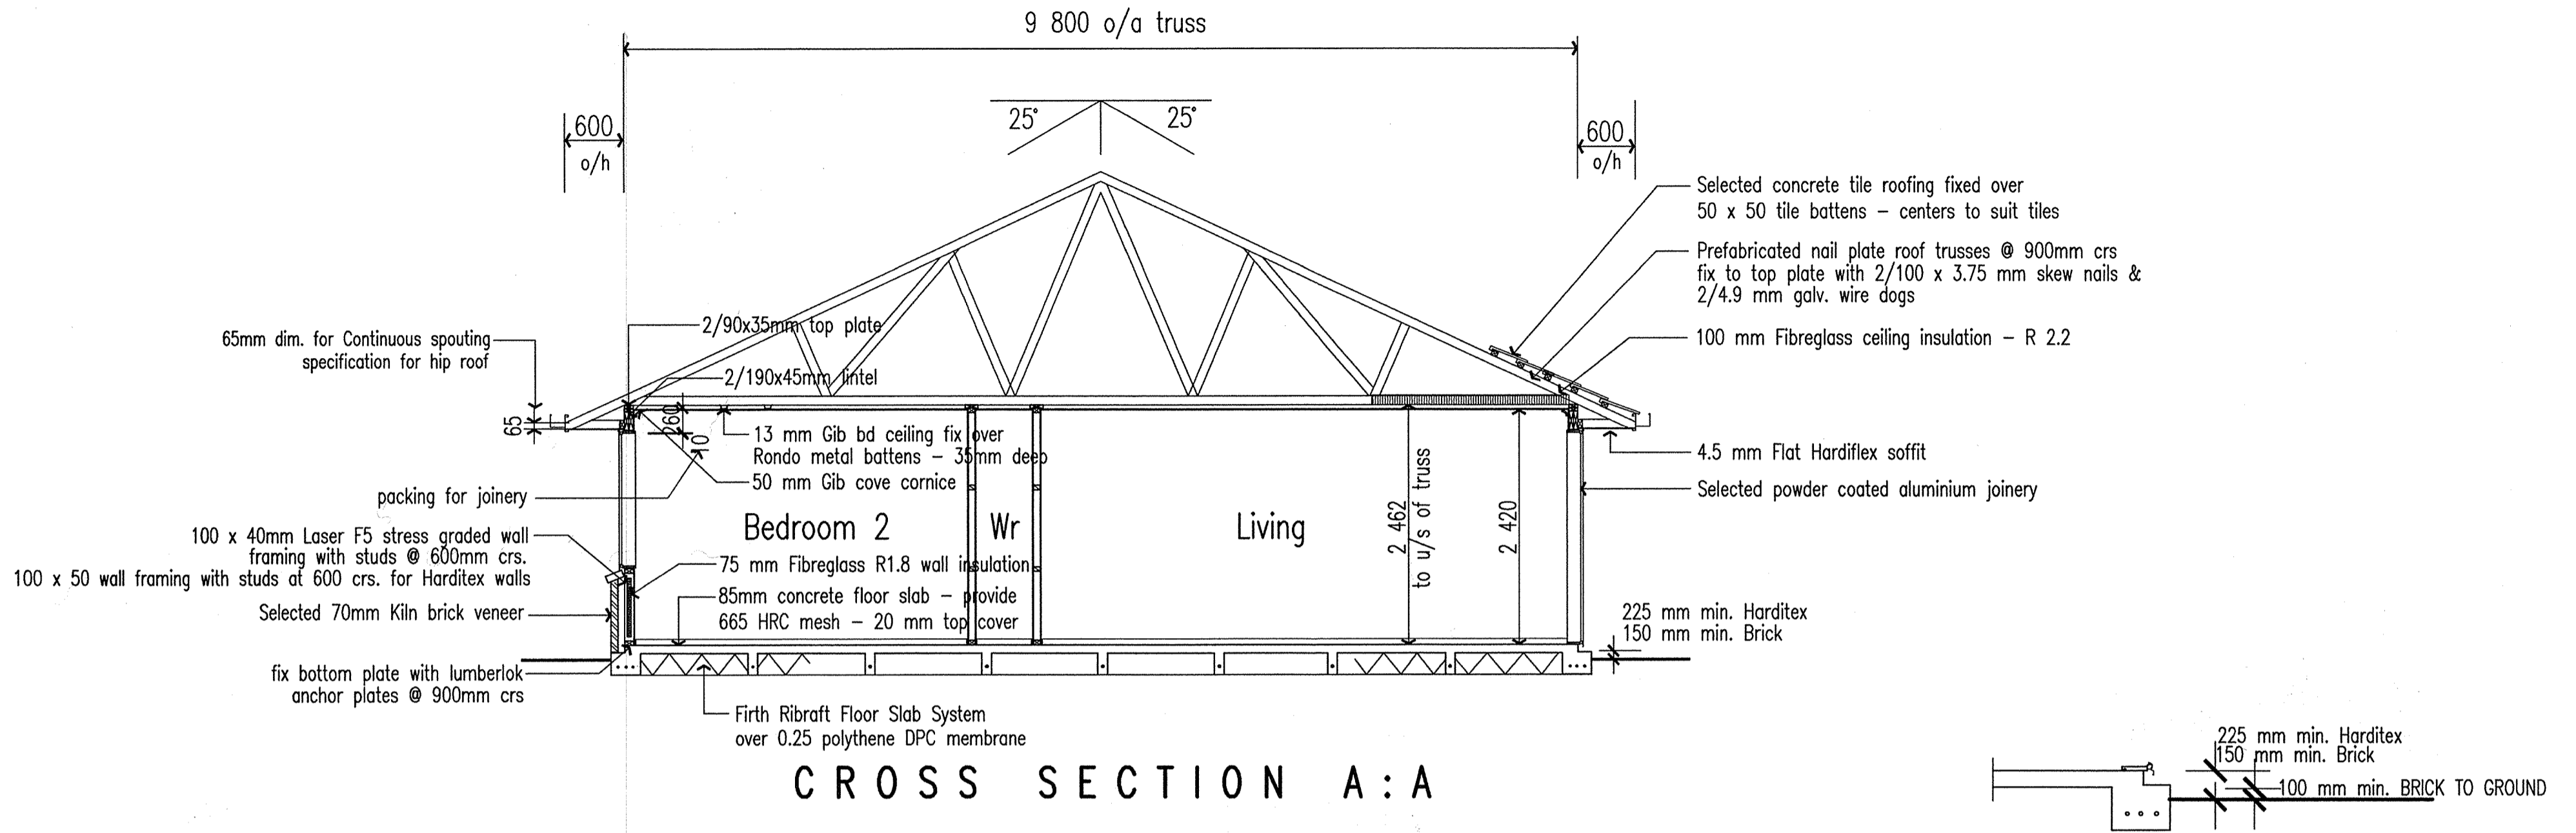 9 800 o/a truss
25° 25°
600
o/h
600
o/h
Selected concrete tile roofing fixed over
50 x 50 tile battens - centers to suit tiles
Prefabricated nail plate roof trusses @ 900mm crs
fix to top plate with 2/100 x 3.75 mm skew nails &
2/4.9 mm galv. wire dogs
100 mm Fibreglass ceiling insulation - R 2.2
2/90x35mm top plate
65mm dim. for Continuous spouting
specification for hip roof
2/190x45mm lintel
65
260
10
13 mm Gib bd ceiling fix over
Rondo metal battens - 35mm deep
50 mm Gib cove cornice
4.5 mm Flat Hardiflex soffit
Selected powder coated aluminium joinery
packing for joinery
Bedroom 2
Wr
Living
2 462
to u/s of truss
2 420
100 x 40mm Laser F5 stress graded wall
framing with studs @ 600mm crs.
100 x 50 wall framing with studs at 600 crs. for Harditex walls
75 mm Fibreglass R1.8 wall insulation
Selected 70mm Kiln brick veneer
85mm concrete floor slab - provide
665 HRC mesh - 20 mm top cover
225 mm min. Harditex
150 mm min. Brick
fix bottom plate with lumberlok
anchor plates @ 900mm crs
Firth Ribraft Floor Slab System
over 0.25 polythene DPC membrane
CROSS SECTION A:A
225 mm min. Harditex
150 mm min. Brick
100 mm min. BRICK TO GROUND